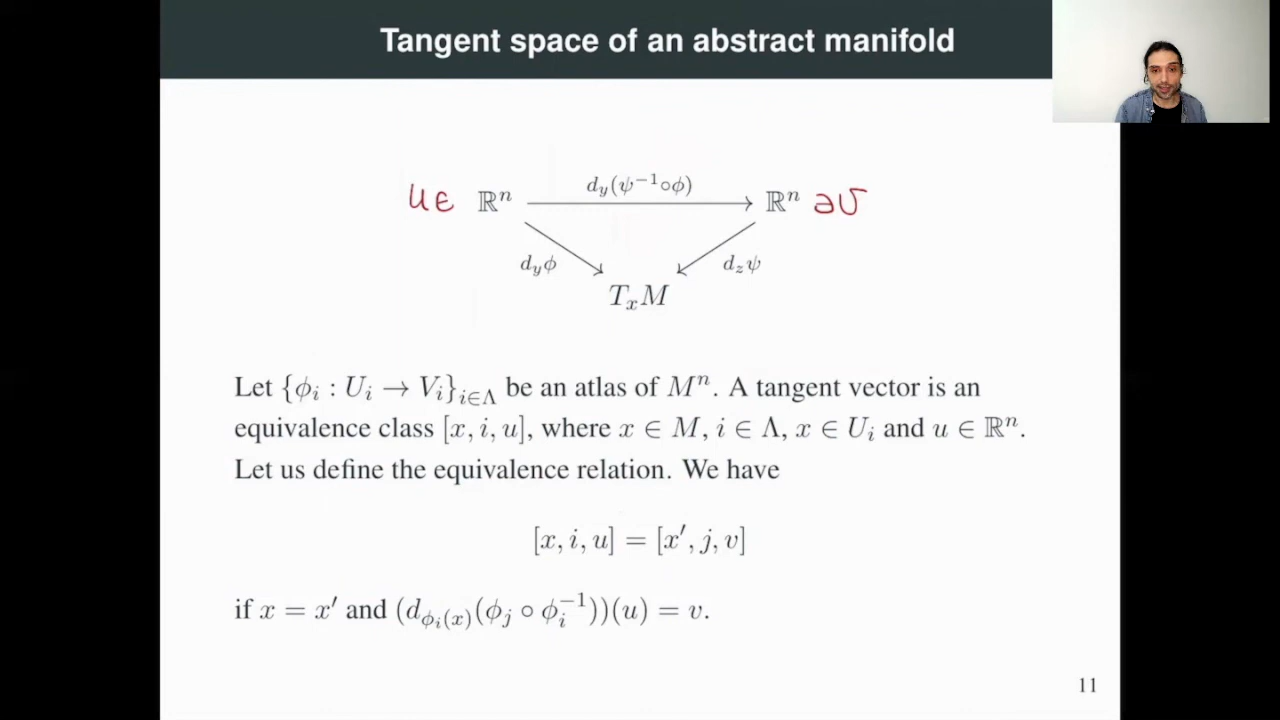 Tangent space of an abstract manifold
u∈ ℝⁿ d_y(ψ⁻¹∘ϕ) ℝⁿ ∋v
d_yϕ d_zψ
T_xM
Let {ϕ_i : U_i → V_i}_{i∈Λ} be an atlas of Mⁿ. A tangent vector is an
equivalence class [x, i, u], where x ∈ M, i ∈ Λ, x ∈ U_i and u ∈ ℝⁿ.
Let us define the equivalence relation. We have
[x, i, u] = [x′, j, v]
if x = x′ and (d_{ϕ_i(x)}(ϕ_j ∘ ϕ_i⁻¹))(u) = v.
11